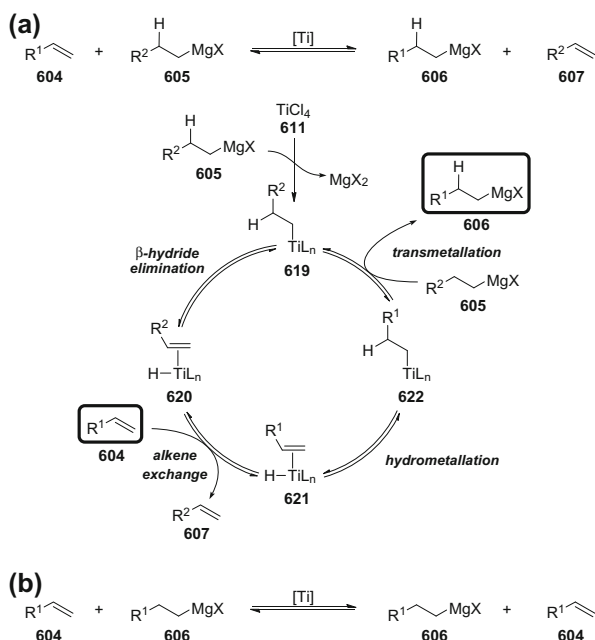 (a)
R1 + H R2 MgX [Ti] H R1 MgX + R2
604 605 606 607
TiCl4
611
H
R2 MgX
605
MgX2
H
R1 MgX
606
R2
H
TiLn
619
β-hydride
elimination
transmetallation
R2 MgX
605
R2
H TiLn
620
R1
H
TiLn
622
R1
604
alkene
exchange
R1
H TiLn
621
hydrometallation
R2
607
(b)
R1 + R1 MgX [Ti] R1 MgX + R1
604 606 606 604